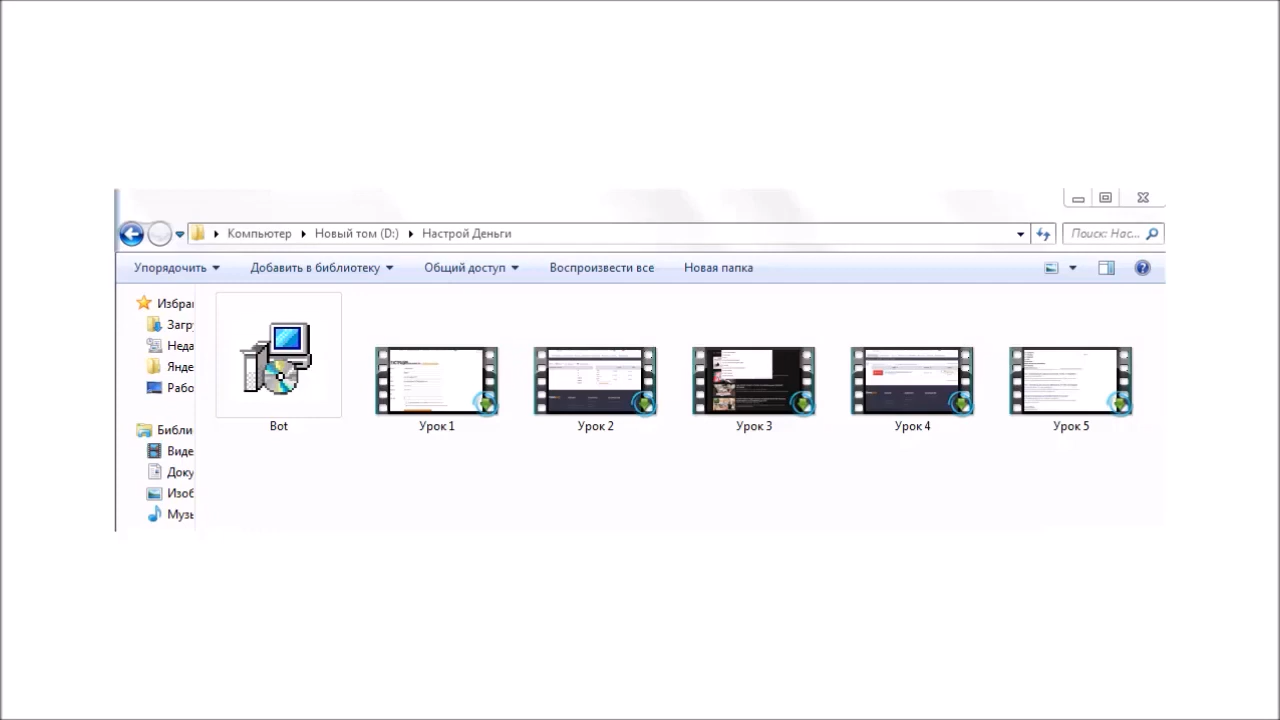 Компьютер Новый том (D:) Настрой Деньги Поиск: Нас...
Упорядочить Добавить в библиотеку Общий доступ Воспроизвести все Новая папка
Избран
Загр
Неда
Янде
Рабо
Библи
Виде
Доку
Изоб
Музы
Bot
Урок 1
Урок 2
Урок 3
Урок 4
Урок 5